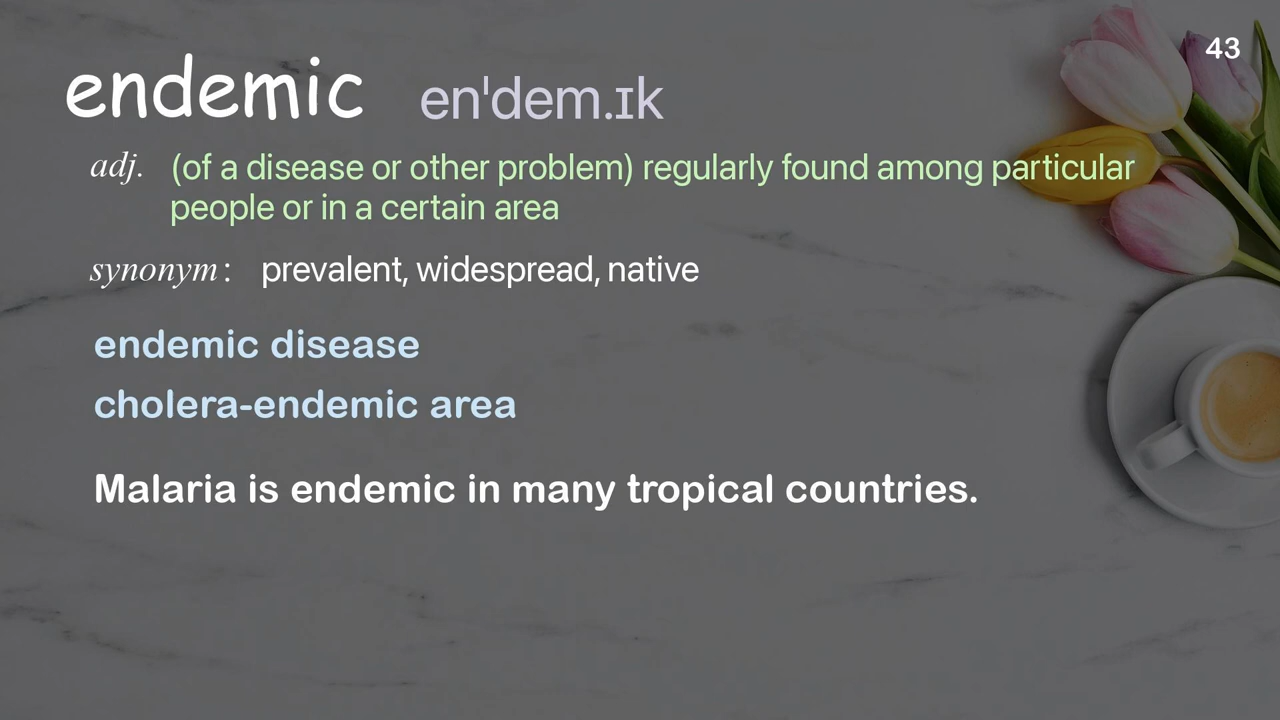 43
endemic en'dem.ɪk
adj. (of a disease or other problem) regularly found among particular
people or in a certain area
synonym : prevalent, widespread, native
endemic disease
cholera-endemic area
Malaria is endemic in many tropical countries.